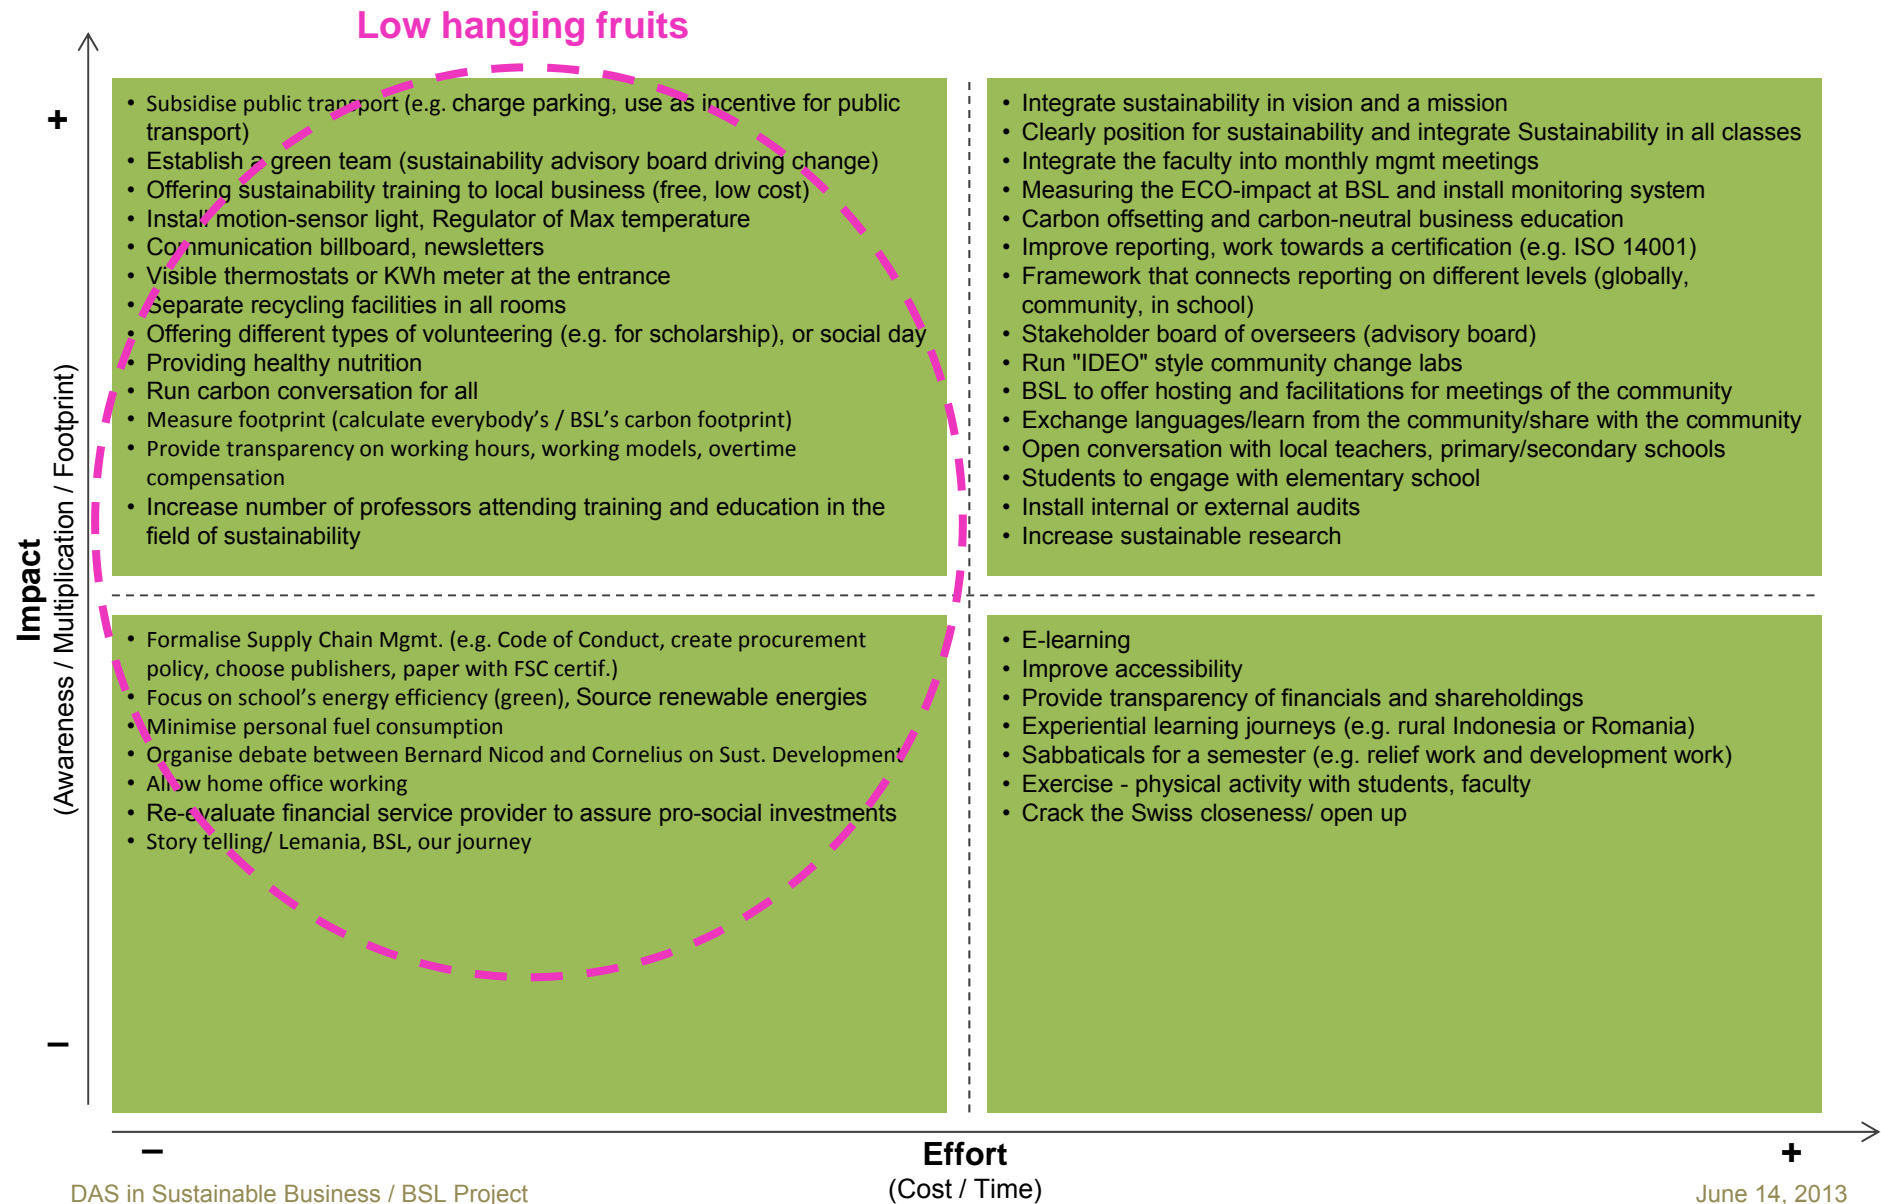 Low hanging fruits
+
• Subsidise public transport (e.g. charge parking, use as incentive for public
transport)
• Establish a green team (sustainability advisory board driving change)
• Offering sustainability training to local business (free, low cost)
• Install motion-sensor light, Regulator of Max temperature
• Communication billboard, newsletters
• Visible thermostats or KWh meter at the entrance
• Separate recycling facilities in all rooms
• Offering different types of volunteering (e.g. for scholarship), or social day
• Providing healthy nutrition
• Run carbon conversation for all
• Measure footprint (calculate everybody's / BSL's carbon footprint)
• Provide transparency on working hours, working models, overtime
compensation
• Increase number of professors attending training and education in the
field of sustainability
• Integrate sustainability in vision and a mission
• Clearly position for sustainability and integrate Sustainability in all classes
• Integrate the faculty into monthly mgmt meetings
• Measuring the ECO-impact at BSL and install monitoring system
• Carbon offsetting and carbon-neutral business education
• Improve reporting, work towards a certification (e.g. ISO 14001)
• Framework that connects reporting on different levels (globally,
community, in school)
• Stakeholder board of overseers (advisory board)
• Run "IDEO" style community change labs
• BSL to offer hosting and facilitations for meetings of the community
• Exchange languages/learn from the community/share with the community
• Open conversation with local teachers, primary/secondary schools
• Students to engage with elementary school
• Install internal or external audits
• Increase sustainable research
Impact
(Awareness / Multiplication / Footprint)
• Formalise Supply Chain Mgmt. (e.g. Code of Conduct, create procurement
policy, choose publishers, paper with FSC certif.)
• Focus on school's energy efficiency (green), Source renewable energies
• Minimise personal fuel consumption
• Organise debate between Bernard Nicod and Cornelius on Sust. Development
• Allow home office working
• Re-evaluate financial service provider to assure pro-social investments
• Story telling/ Lemania, BSL, our journey
• E-learning
• Improve accessibility
• Provide transparency of financials and shareholdings
• Experiential learning journeys (e.g. rural Indonesia or Romania)
• Sabbaticals for a semester (e.g. relief work and development work)
• Exercise - physical activity with students, faculty
• Crack the Swiss closeness/ open up
–
–
Effort
+
(Cost / Time)
DAS in Sustainable Business / BSL Project
June 14, 2013